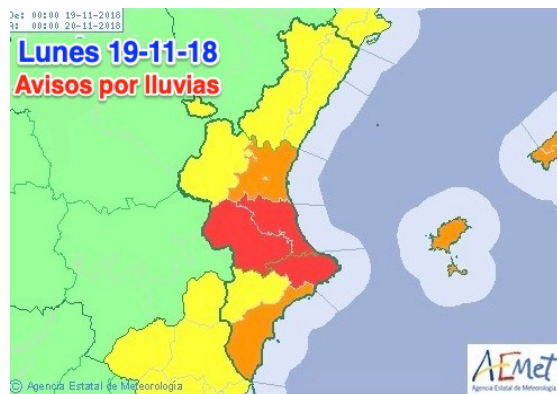 De: 00:00 19-11-2018
A: 00:00 20-11-2018
Lunes 19-11-18
Avisos por lluvias
© Agencia Estatal de Meteorología
AEMet
Agencia Estatal de Meteorología